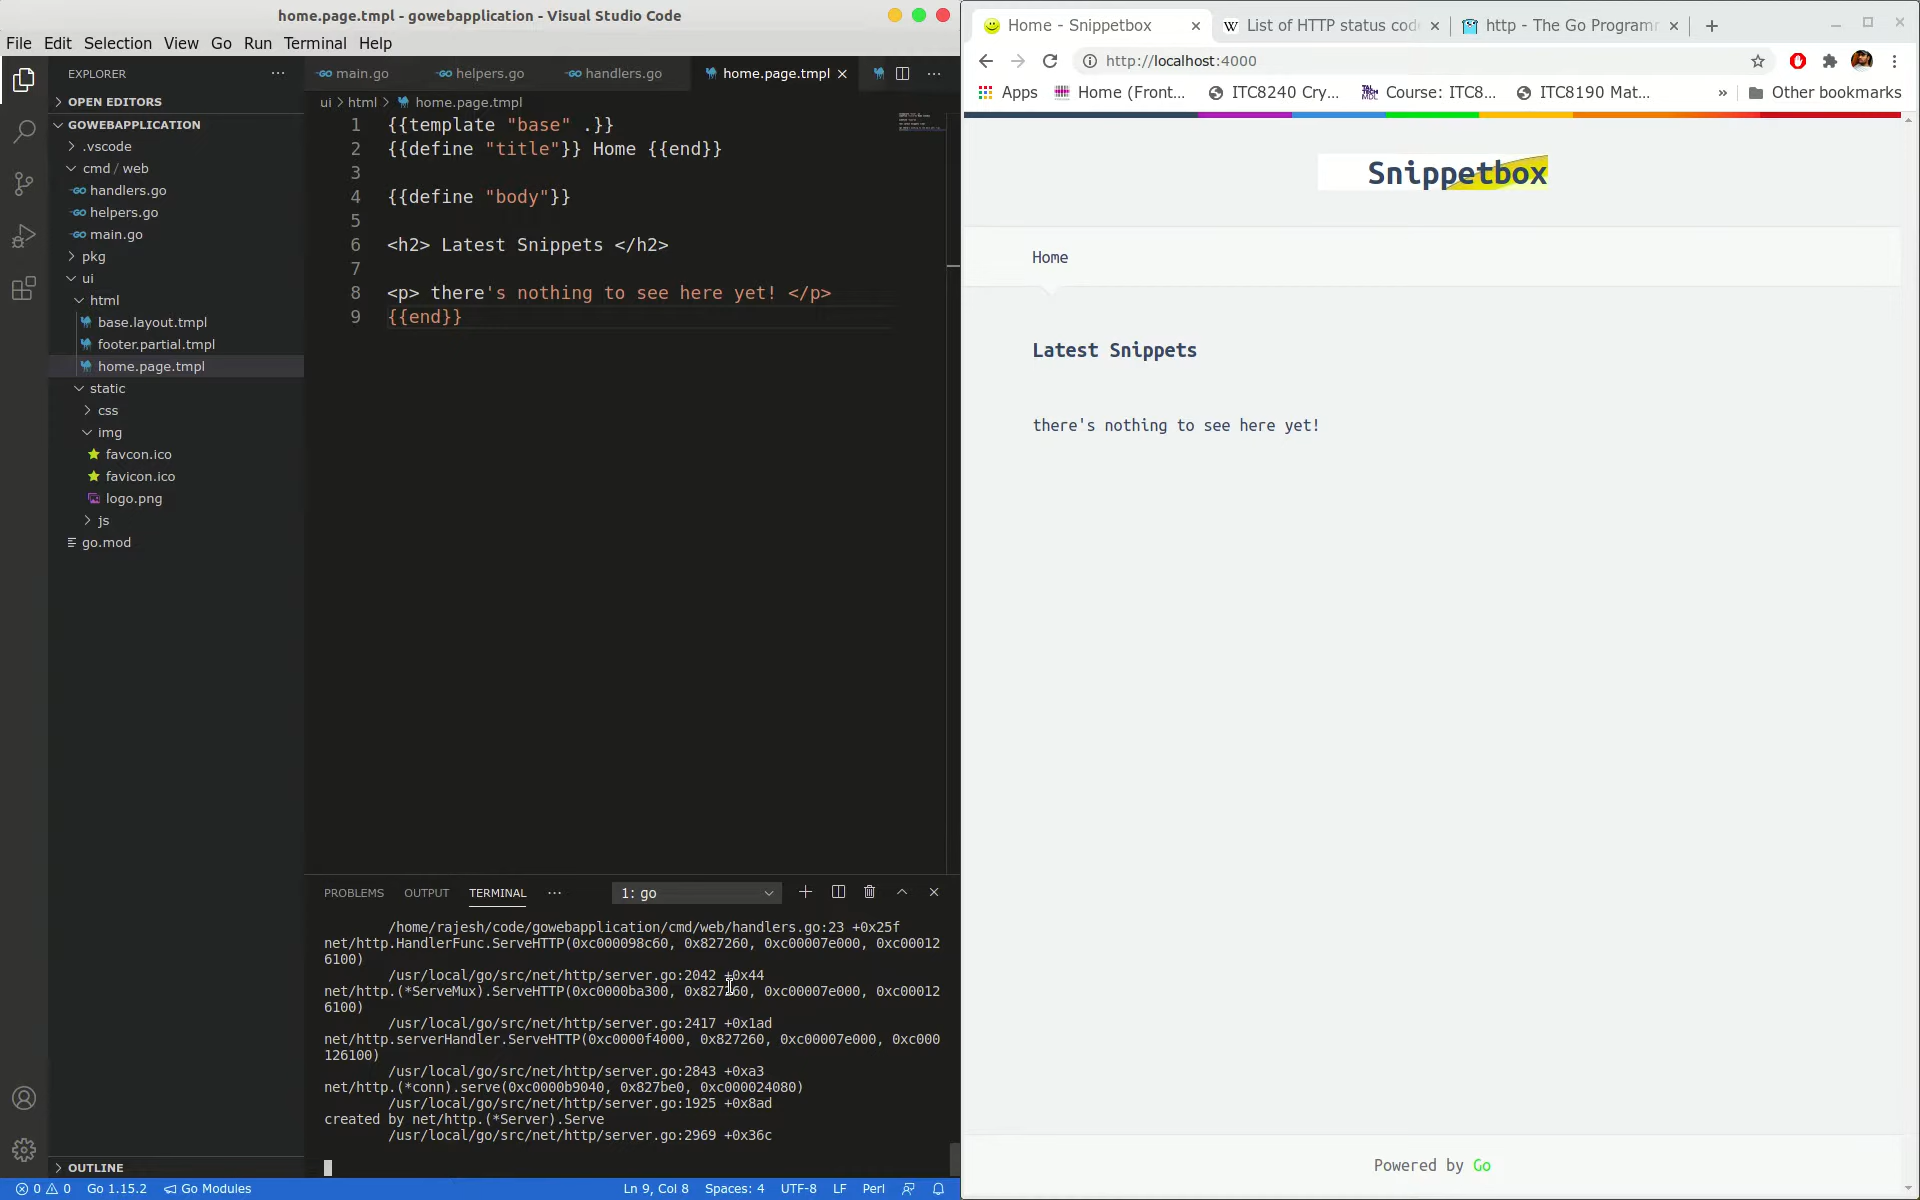 home.page.tmpl - gowebapplication - Visual Studio Code
File Edit Selection View Go Run Terminal Help
EXPLORER
OPEN EDITORS
GOWEBAPPLICATION
.vscode
cmd / web
handlers.go
helpers.go
main.go
pkg
ui
html
base.layout.tmpl
footer.partial.tmpl
home.page.tmpl
static
css
img
favcon.ico
favicon.ico
logo.png
js
go.mod
OUTLINE
main.go helpers.go handlers.go home.page.tmpl
ui > html > home.page.tmpl
1 {{template "base" .}}
2 {{define "title"}} Home {{end}}
3
4 {{define "body"}}
5
6 <h2> Latest Snippets </h2>
7
8 <p> there's nothing to see here yet! </p>
9 {{end}}
PROBLEMS OUTPUT TERMINAL 1: go
/home/rajesh/code/gowebapplication/cmd/web/handlers.go:23 +0x25f
net/http.HandlerFunc.ServeHTTP(0xc000098c60, 0x827260, 0xc00007e000, 0xc00012
6100)
/usr/local/go/src/net/http/server.go:2042 +0x44
net/http.(*ServeMux).ServeHTTP(0xc0000ba300, 0x827260, 0xc00007e000, 0xc00012
6100)
/usr/local/go/src/net/http/server.go:2417 +0x1ad
net/http.serverHandler.ServeHTTP(0xc0000f4000, 0x827260, 0xc00007e000, 0xc000
126100)
/usr/local/go/src/net/http/server.go:2843 +0xa3
net/http.(*conn).serve(0xc0000b9040, 0x827be0, 0xc000024080)
/usr/local/go/src/net/http/server.go:1925 +0x8ad
created by net/http.(*Server).Serve
/usr/local/go/src/net/http/server.go:2969 +0x36c
0 0 Go 1.15.2 Go Modules Ln 9, Col 8 Spaces: 4 UTF-8 LF Perl
Home - Snippetbox List of HTTP status cod http - The Go Programm
http://localhost:4000
Apps Home (Front... ITC8240 Cry... Course: ITC8... ITC8190 Mat... » Other bookmarks
Snippetbox
Home
Latest Snippets
there's nothing to see here yet!
Powered by Go